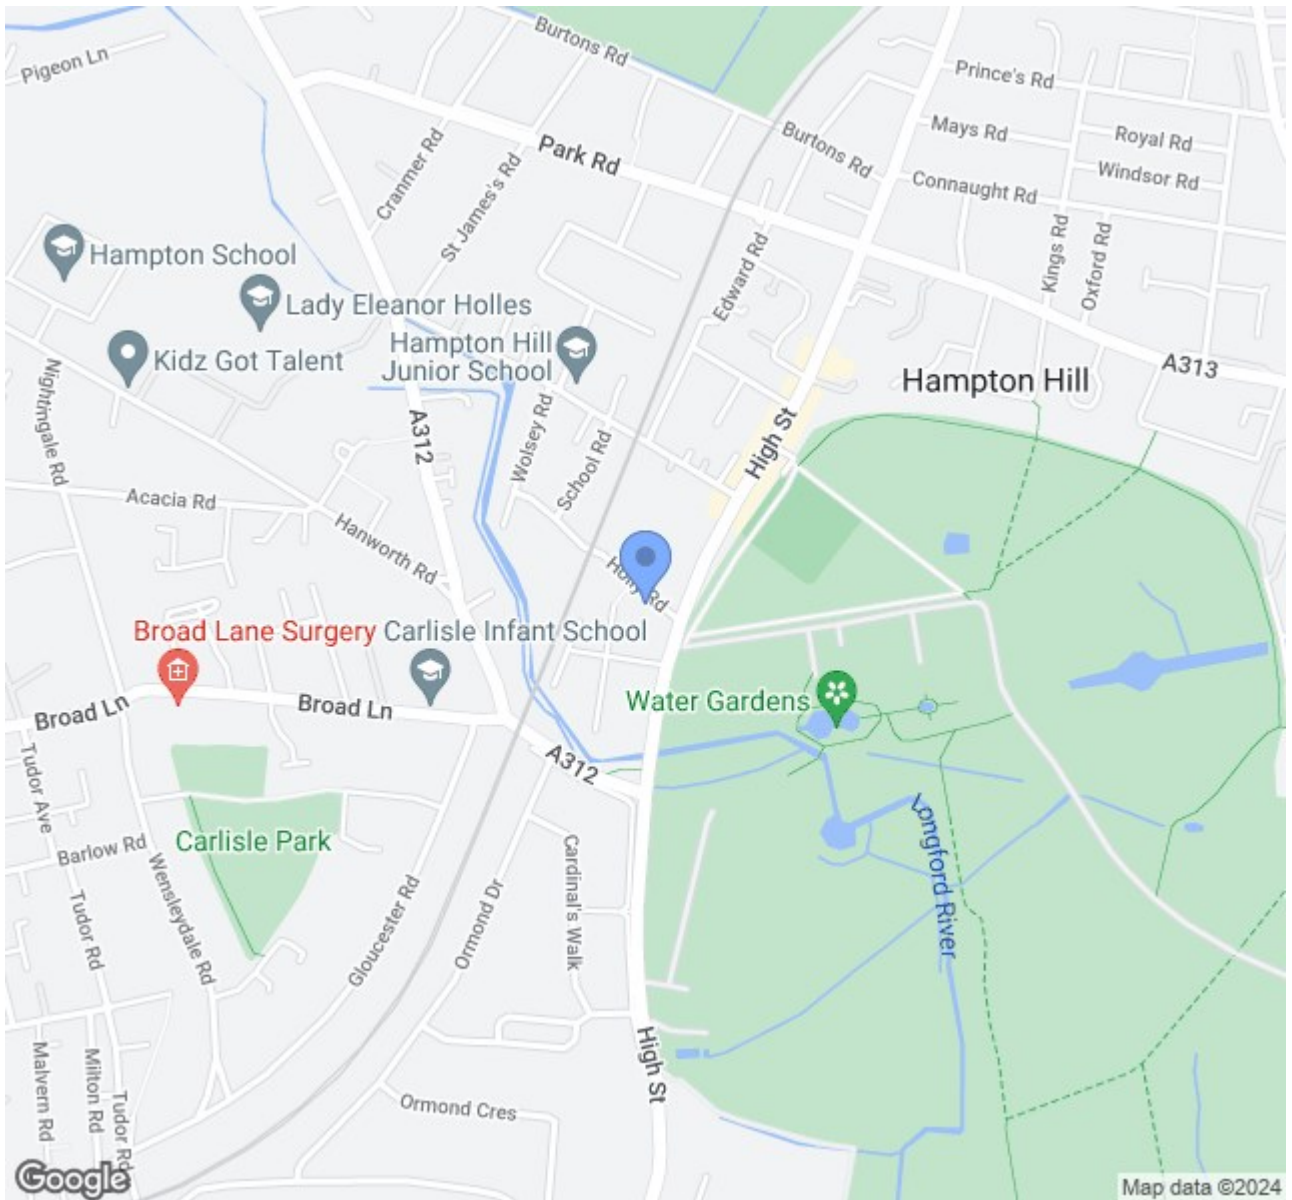 Burtons Rd
Pigeon Ln
Prince's Rd
Mays Rd
Royal Rd
Burtons Rd
Park Rd
Windsor Rd
Connaught Rd
Cranmer Rd
St James's Rd
Kings Rd
Oxford Rd
Edward Rd
Hampton School
Lady Eleanor Holles
Hampton Hill
Junior School
Kidz Got Talent
A313
Hampton Hill
Nightingale Rd
A312
Wolsey Rd
School Rd
High St
Acacia Rd
Hanworth Rd
Holly Rd
Broad Lane Surgery
Carlisle Infant School
Water Gardens
Broad Ln
Broad Ln
A312
Tudor Ave
Longford River
Carlisle Park
Barlow Rd
Wensleydale Rd
Cardinal's Walk
Gloucester Rd
Ormond Dr
Tudor Rd
High St
Malvern Rd
Milton Rd
Tudor Rd
Ormond Cres
Google
Map data ©2024